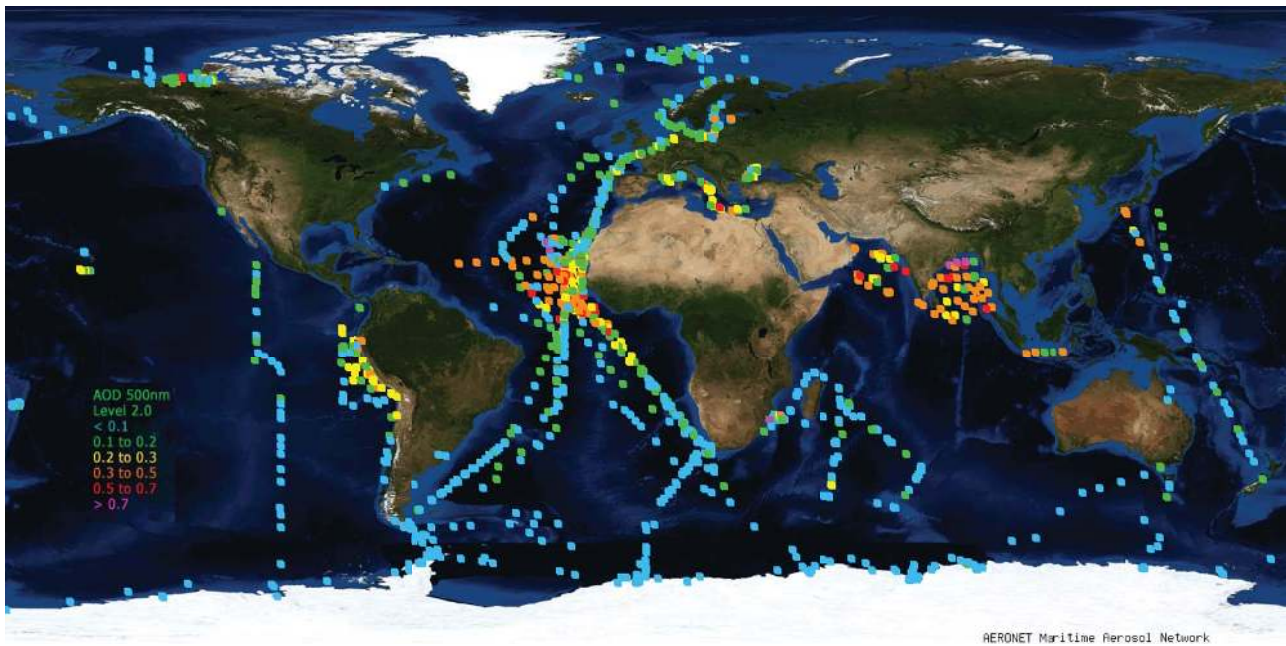 AOD 500nm
Level 2.0
< 0.1
0.1 to 0.2
0.2 to 0.3
0.3 to 0.5
0.5 to 0.7
> 0.7
AERONET Maritime Aerosol Network